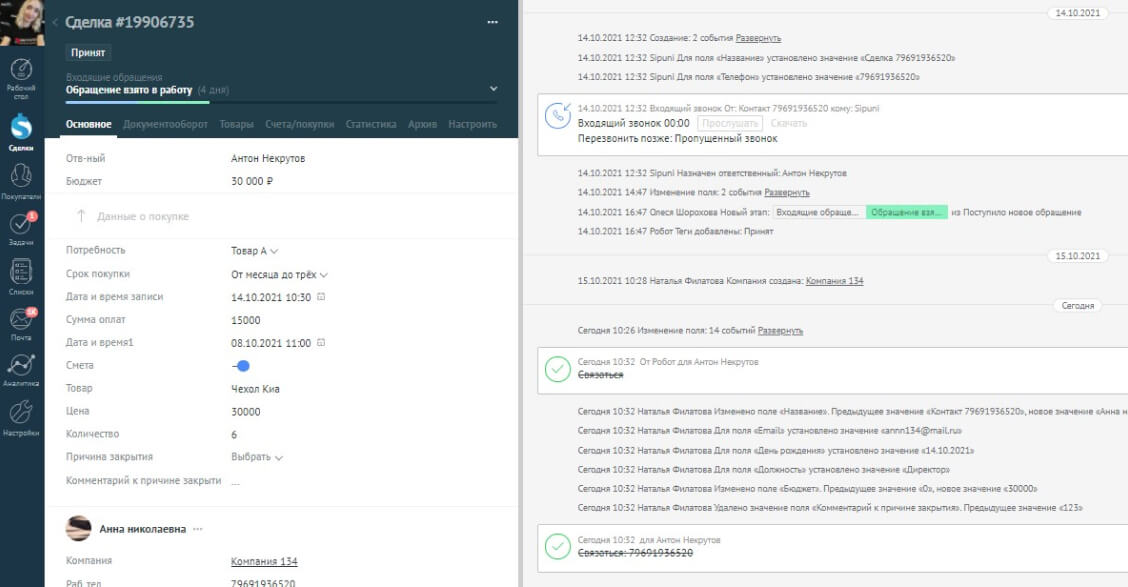 Сделка #19906735
Принят
Входящие обращения
Обращение взято в работу (4 дня)
Основное Документооборот Товары Счета/покупки Статистика Архив Настроить
Рабочий
стол
Сделки
Покупатели
1
Задачи
Списки
5К
Почта
Аналитика
Настройки
Отв-ный Антон Некрутов
Бюджет 30 000 ₽
Данные о покупке
Потребность Товар А
Срок покупки От месяца до трёх
Дата и время записи 14.10.2021 10:30
Сумма оплат 15000
Дата и время1 08.10.2021 11:00
Смета
Товар Чехол Киа
Цена 30000
Количество 6
Причина закрытия Выбрать
Комментарий к причине закрыти ...
Анна николаевна ...
Компания Компания 134
Раб.тел. 79691936520
14.10.2021
14.10.2021 12:32 Создание: 2 события Развернуть
14.10.2021 12:32 Sipuni Для поля «Название» установлено значение «Сделка 79691936520»
14.10.2021 12:32 Sipuni Для поля «Телефон» установлено значение «79691936520»
14.10.2021 12:32 Входящий звонок От: Контакт 79691936520 кому: Sipuni
Входящий звонок 00:00 Прослушать Скачать
Перезвонить позже: Пропущенный звонок
14.10.2021 12:32 Sipuni Назначен ответственный: Антон Некрутов
14.10.2021 14:47 Изменение поля: 2 события Развернуть
14.10.2021 16:47 Олеся Шорохова Новый этап: Входящие обраще... Обращение взя... из Поступило новое обращение
14.10.2021 16:47 Робот Теги добавлены: Принят
15.10.2021
15.10.2021 10:28 Наталья Филатова Компания создана: Компания 134
Сегодня
Сегодня 10:26 Изменение поля: 14 событий Развернуть
Сегодня 10:32 От Робот для Антон Некрутов
Связаться
Сегодня 10:32 Наталья Филатова Изменено поле «Название». Предыдущее значение «Контакт 79691936520», новое значение «Анна н
Сегодня 10:32 Наталья Филатова Для поля «Email» установлено значение «annn134@mail.ru»
Сегодня 10:32 Наталья Филатова Для поля «День рождения» установлено значение «14.10.2021»
Сегодня 10:32 Наталья Филатова Для поля «Должность» установлено значение «Директор»
Сегодня 10:32 Наталья Филатова Изменено поле «Бюджет». Предыдущее значение «0», новое значение «30000»
Сегодня 10:32 Наталья Филатова Удалено значение поля «Комментарий к причине закрытия». Предыдущее значение «123»
Сегодня 10:32 для Антон Некрутов
Связаться: 79691936520